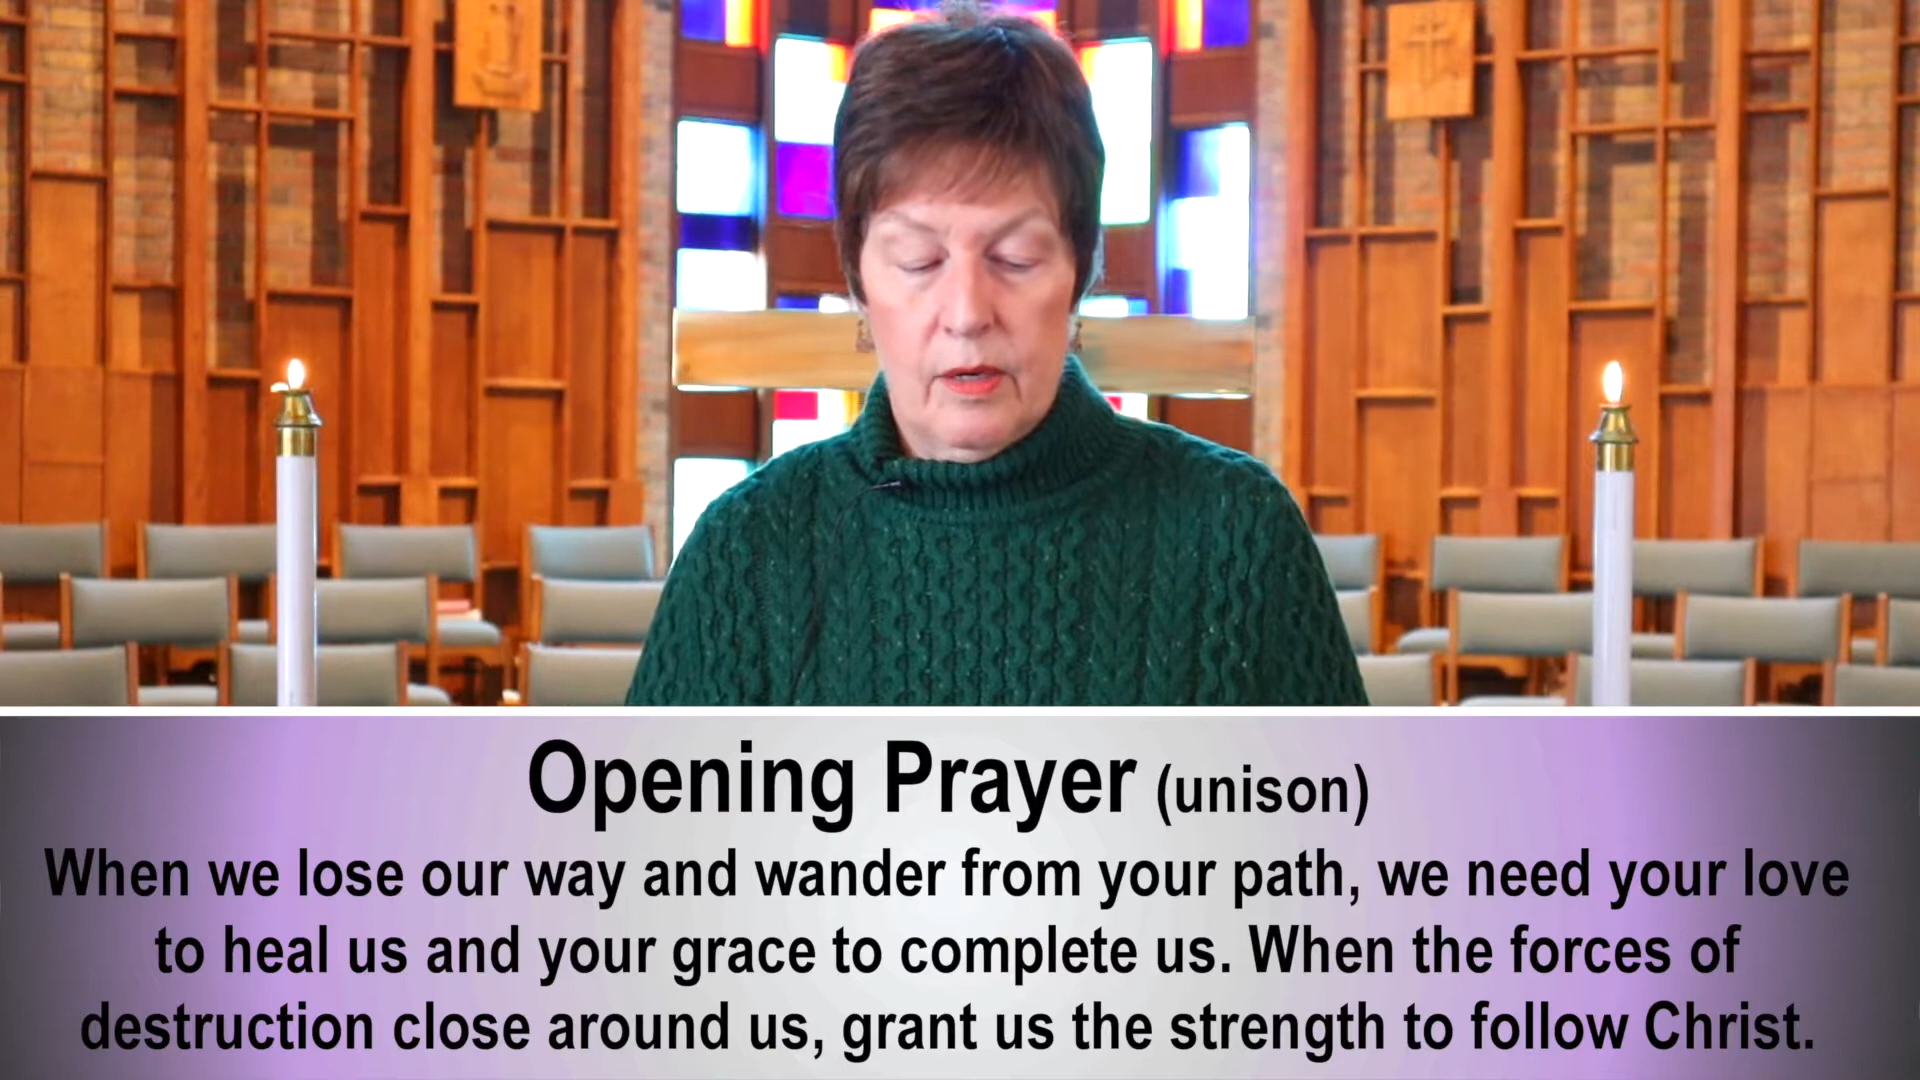 Opening Prayer (unison)
When we lose our way and wander from your path, we need your love
to heal us and your grace to complete us. When the forces of
destruction close around us, grant us the strength to follow Christ.